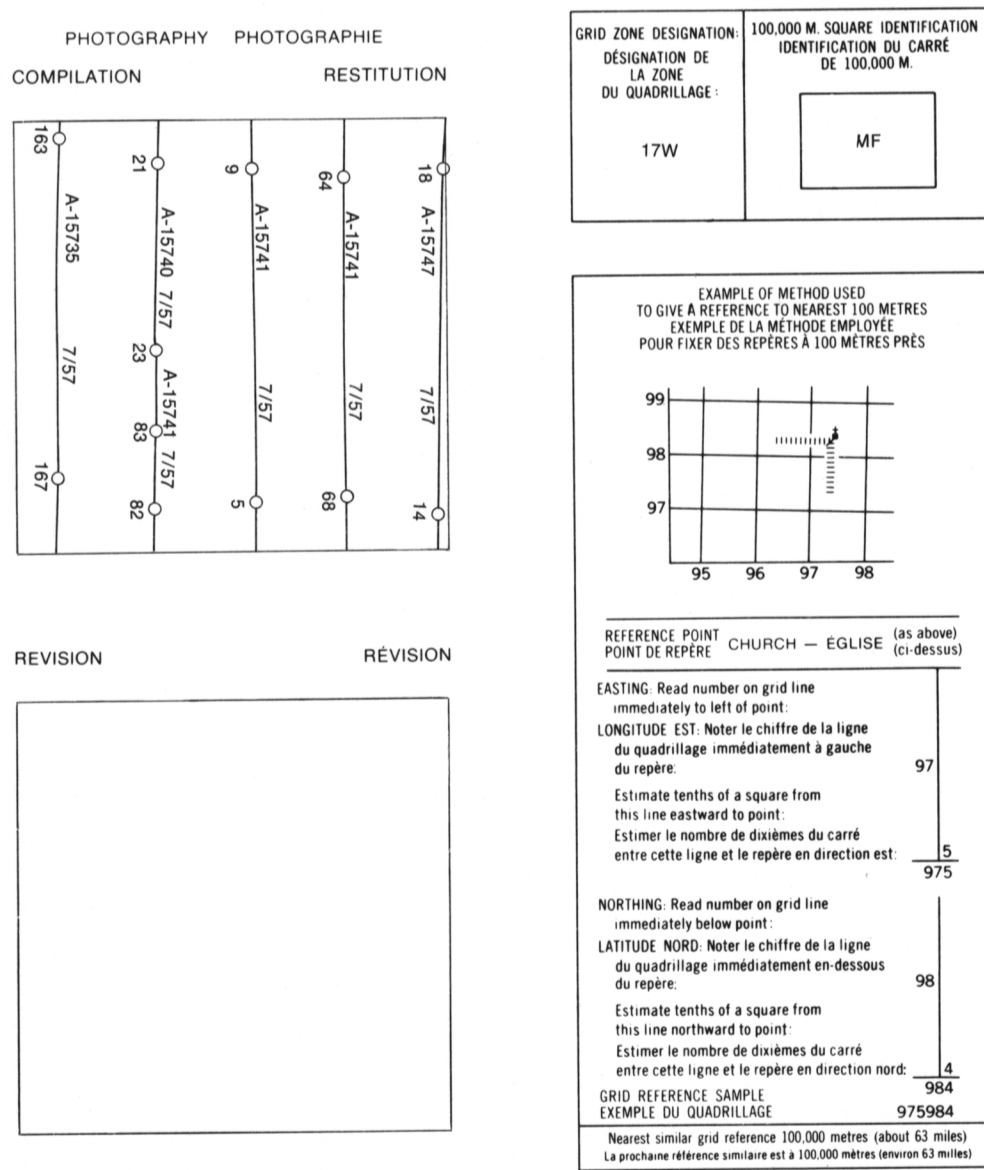 PHOTOGRAPHY PHOTOGRAPHIE
COMPILATION RESTITUTION
163
A-15735
7/57
167
21
A-15740 7/57
23
A-15741 7/57
83
82
9
A-15741
7/57
5
64
A-15741
7/57
68
18
A-15747
7/57
14
REVISION RÉVISION
GRID ZONE DESIGNATION:
DÉSIGNATION DE
LA ZONE
DU QUADRILLAGE :
17W
100,000 M. SQUARE IDENTIFICATION
IDENTIFICATION DU CARRÉ
DE 100,000 M.
MF
EXAMPLE OF METHOD USED
TO GIVE A REFERENCE TO NEAREST 100 METRES
EXEMPLE DE LA MÉTHODE EMPLOYÉE
POUR FIXER DES REPÈRES À 100 MÈTRES PRÈS
99
98
97
95 96 97 98
REFERENCE POINT
POINT DE REPÈRE
CHURCH — ÉGLISE
(as above)
(ci-dessus)
EASTING: Read number on grid line
immediately to left of point:
LONGITUDE EST: Noter le chiffre de la ligne
du quadrillage immédiatement à gauche
du repère: 97
Estimate tenths of a square from
this line eastward to point:
Estimer le nombre de dixièmes du carré
entre cette ligne et le repère en direction est: 5
975
NORTHING: Read number on grid line
immediately below point:
LATITUDE NORD: Noter le chiffre de la ligne
du quadrillage immédiatement en-dessous
du repère: 98
Estimate tenths of a square from
this line northward to point:
Estimer le nombre de dixièmes du carré
entre cette ligne et le repère en direction nord: 4
984
GRID REFERENCE SAMPLE
EXEMPLE DU QUADRILLAGE 975984
Nearest similar grid reference 100,000 metres (about 63 miles)
La prochaine référence similaire est à 100,000 mètres (environ 63 milles)